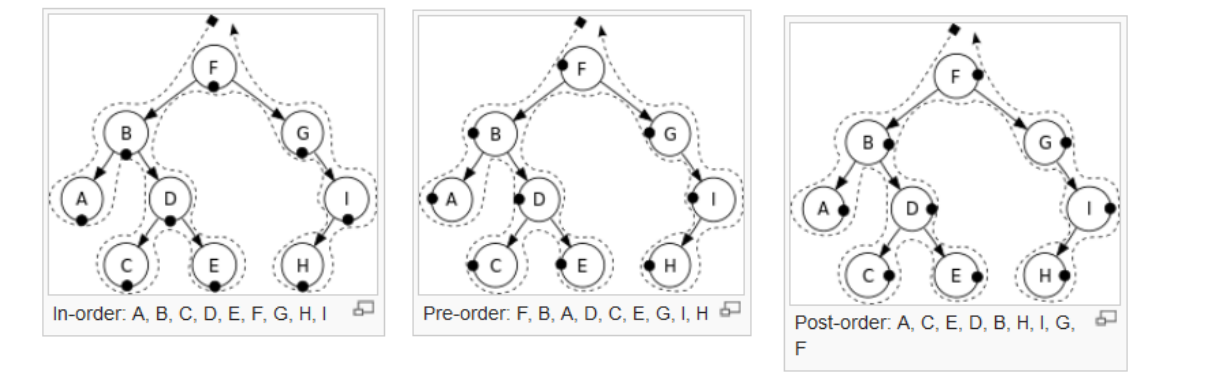 F
B
G
A
D
I
C
E
H
In-order: A, B, C, D, E, F, G, H, I
F
B
G
A
D
I
C
E
H
Pre-order: F, B, A, D, C, E, G, I, H
F
B
G
A
D
I
C
E
H
Post-order: A, C, E, D, B, H, I, G,
F